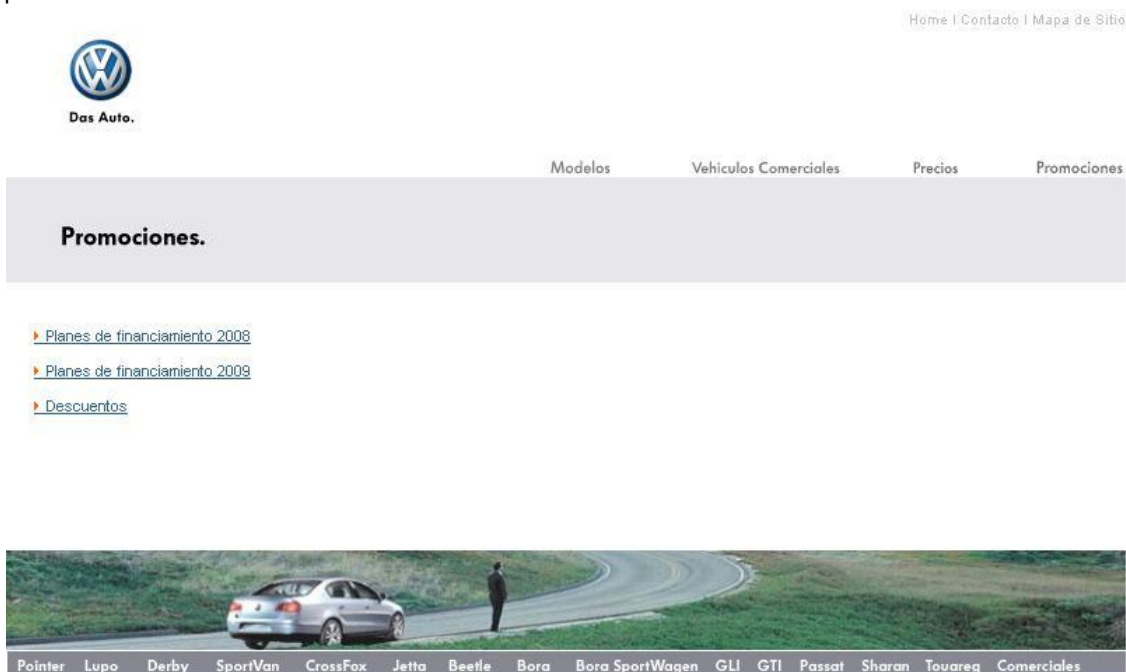 Home | Contacto | Mapa de Sitio
Das Auto.
Modelos Vehiculos Comerciales Precios Promociones
Promociones.
Planes de financiamiento 2008
Planes de financiamiento 2009
Descuentos
Pointer Lupo Derby SportVan CrossFox Jetta Beetle Bora Bora SportWagen GLI GTI Passat Sharan Touareg Comerciales